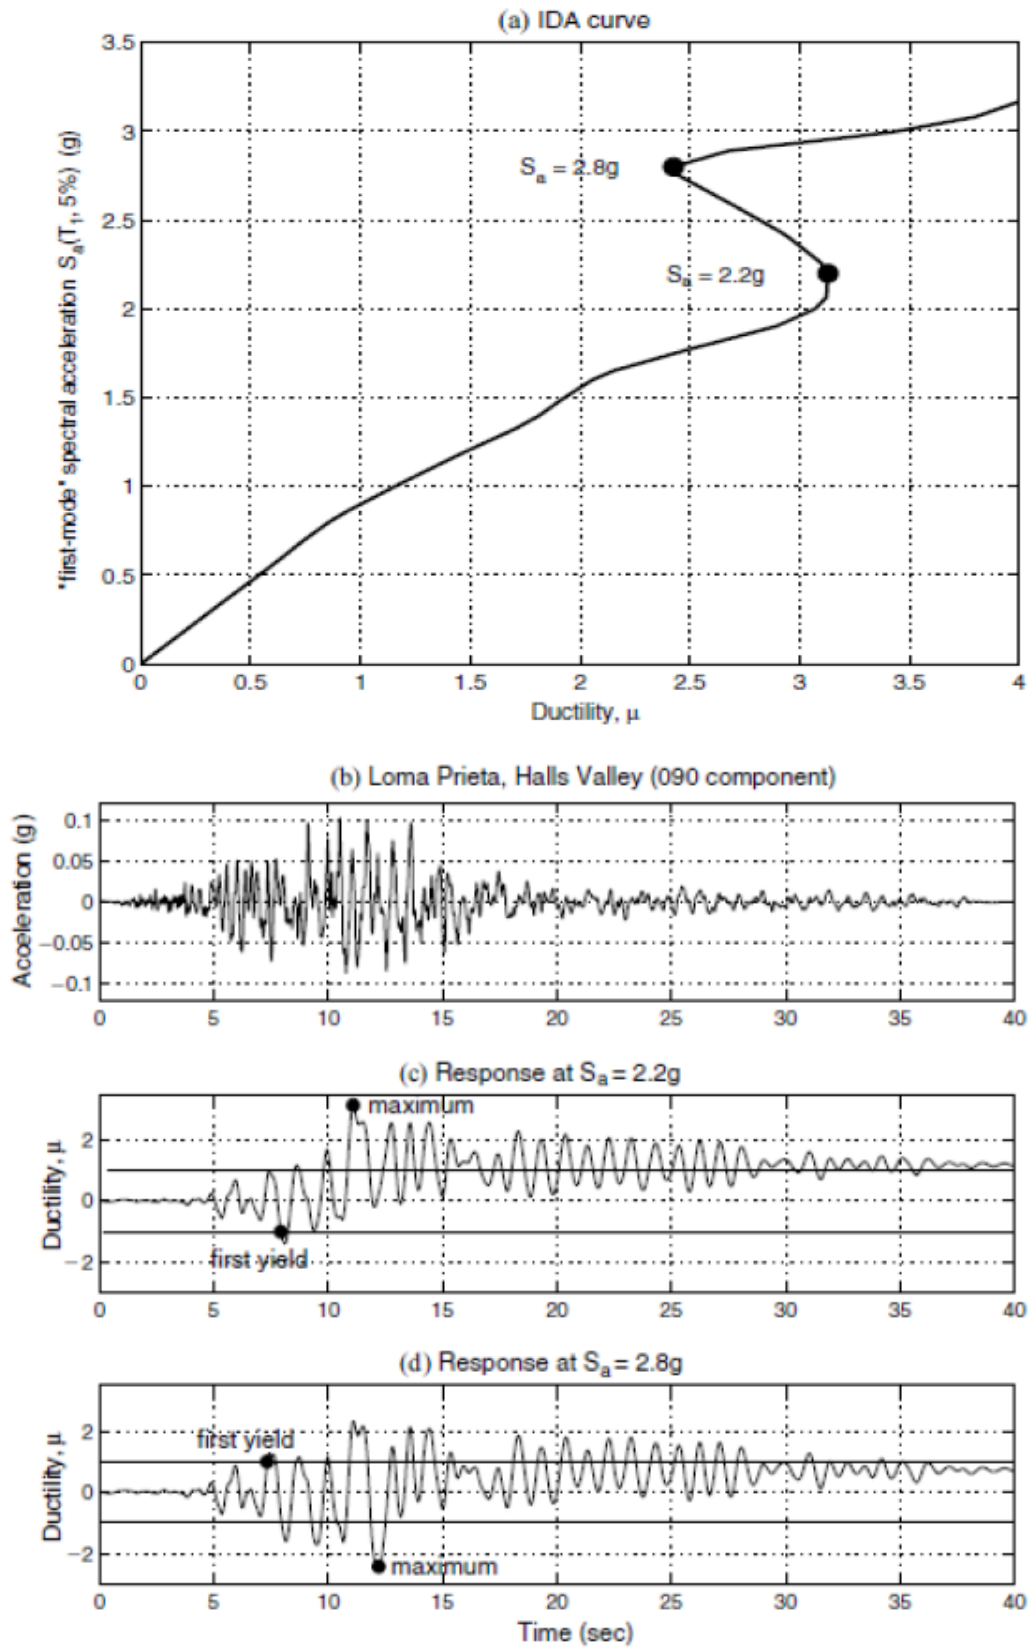 (a) IDA curve
"first-mode" spectral acceleration Sa(T1, 5%) (g)
3.5
3
2.5
2
1.5
1
0.5
0
Sa = 2.8g
Sa = 2.2g
0 0.5 1 1.5 2 2.5 3 3.5 4
Ductility, μ
(b) Loma Prieta, Halls Valley (090 component)
Acceleration (g)
0.1
0.05
0
−0.05
−0.1
0 5 10 15 20 25 30 35 40
(c) Response at Sa = 2.2g
Ductility, μ
maximum
2
0
first yield
−2
0 5 10 15 20 25 30 35 40
(d) Response at Sa = 2.8g
Ductility, μ
first yield
2
0
−2
maximum
0 5 10 15 20 25 30 35 40
Time (sec)